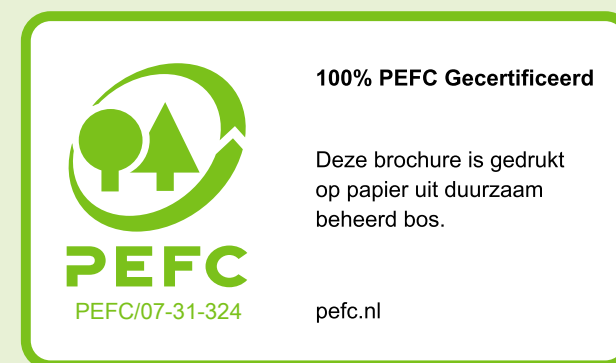 PEFC
PEFC/07-31-324
100% PEFC Gecertificeerd
Deze brochure is gedrukt
op papier uit duurzaam
beheerd bos.
pefc.nl